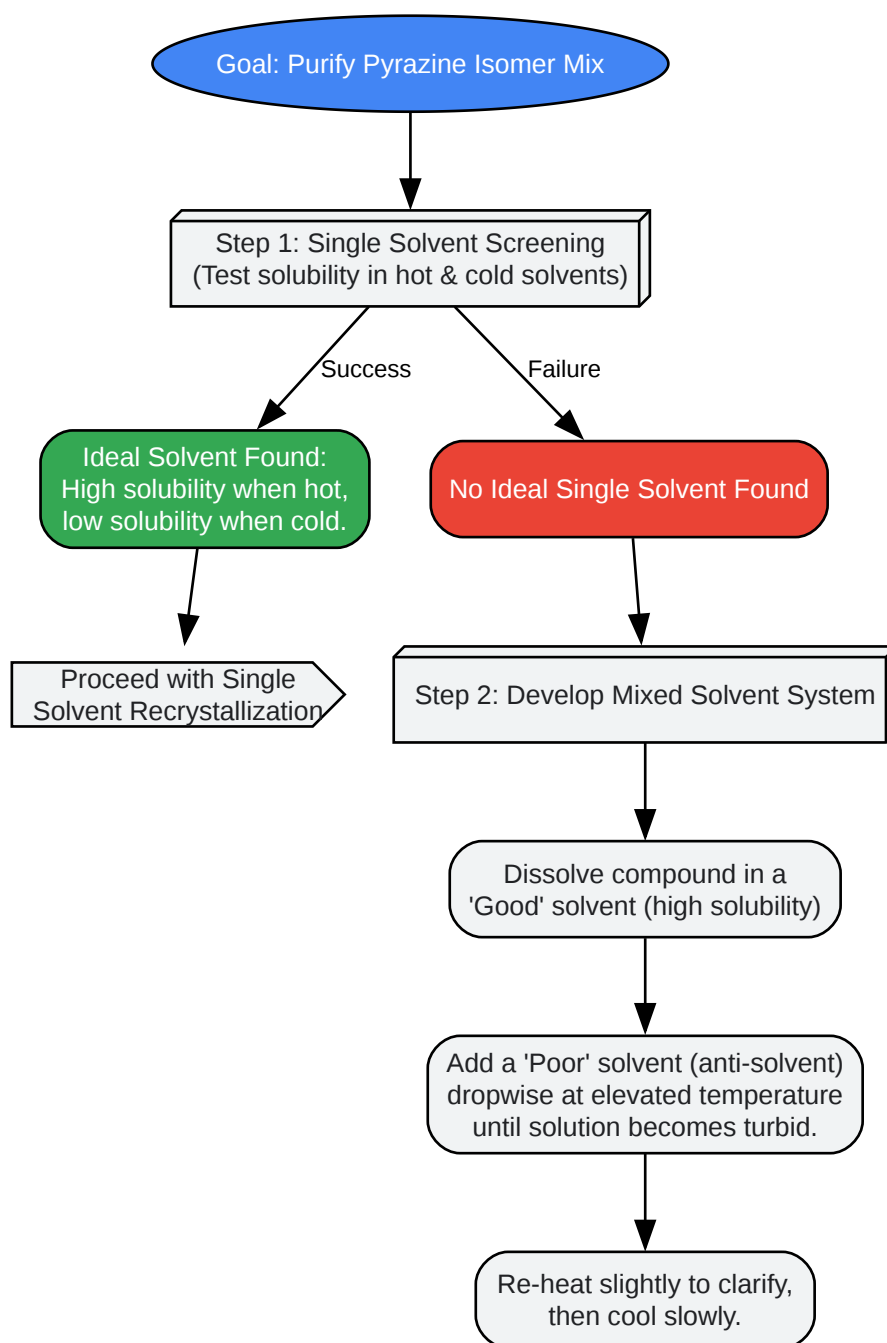 Goal: Purify Pyrazine Isomer Mix
Step 1: Single Solvent Screening
(Test solubility in hot & cold solvents)
Success
Failure
Ideal Solvent Found:
High solubility when hot,
low solubility when cold.
No Ideal Single Solvent Found
Proceed with Single
Solvent Recrystallization
Step 2: Develop Mixed Solvent System
Dissolve compound in a
'Good' solvent (high solubility)
Add a 'Poor' solvent (anti-solvent)
dropwise at elevated temperature
until solution becomes turbid.
Re-heat slightly to clarify,
then cool slowly.